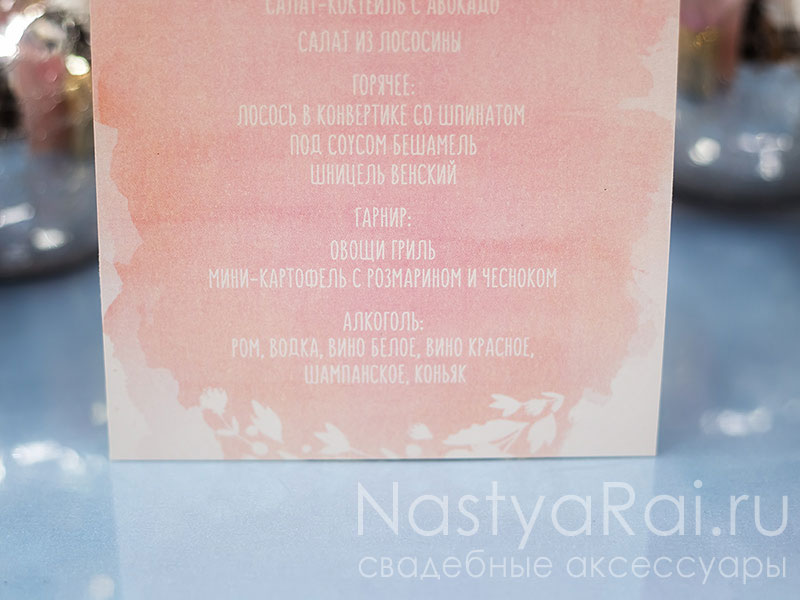 САЛАТ-КОКТЕЙЛЬ С АВОКАДО
САЛАТ ИЗ ЛОСОСИНЫ
ГОРЯЧЕЕ:
ЛОСОСЬ В КОНВЕРТИКЕ СО ШПИНАТОМ
ПОД СОУСОМ БЕШАМЕЛЬ
ШНИЦЕЛЬ ВЕНСКИЙ
ГАРНИР:
ОВОЩИ ГРИЛЬ
МИНИ-КАРТОФЕЛЬ С РОЗМАРИНОМ И ЧЕСНОКОМ
АЛКОГОЛЬ:
РОМ, ВОДКА, ВИНО БЕЛОЕ, ВИНО КРАСНОЕ,
ШАМПАНСКОЕ, КОНЬЯК
NastyaRai.ru
свадебные аксессуары